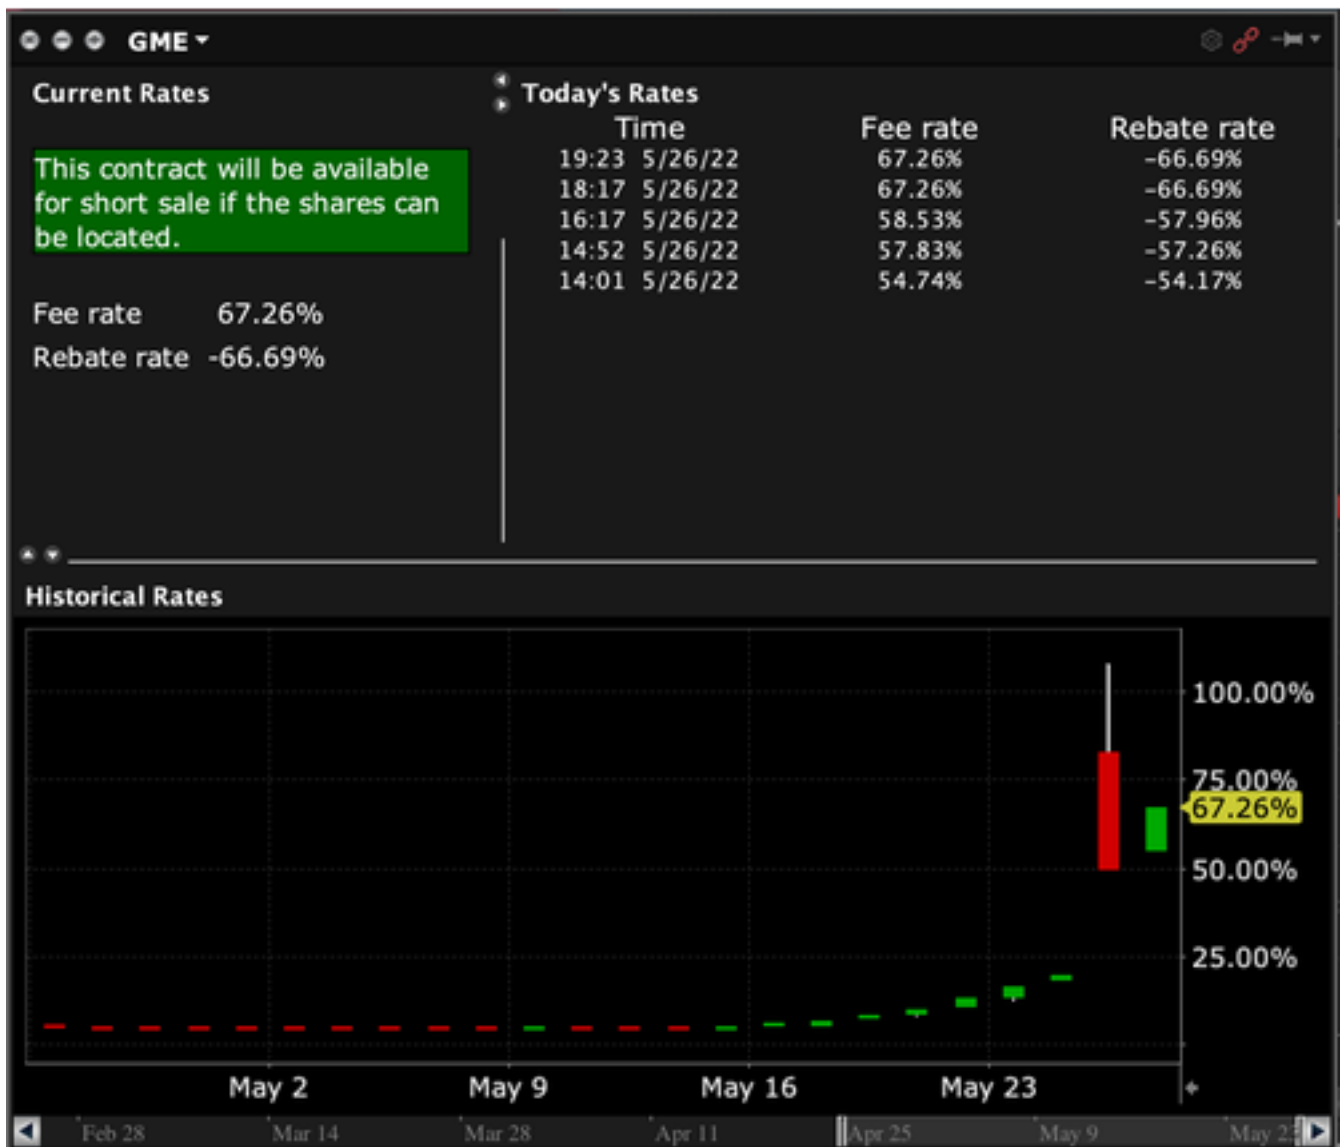 GME
Current Rates
This contract will be available
for short sale if the shares can
be located.
Fee rate 67.26%
Rebate rate -66.69%
Today's Rates
Time Fee rate Rebate rate
19:23 5/26/22 67.26% -66.69%
18:17 5/26/22 67.26% -66.69%
16:17 5/26/22 58.53% -57.96%
14:52 5/26/22 57.83% -57.26%
14:01 5/26/22 54.74% -54.17%
Historical Rates
100.00%
75.00%
67.26%
50.00%
25.00%
May 2 May 9 May 16 May 23
Feb 28 Mar 14 Mar 28 Apr 11 Apr 25 May 9 May 23